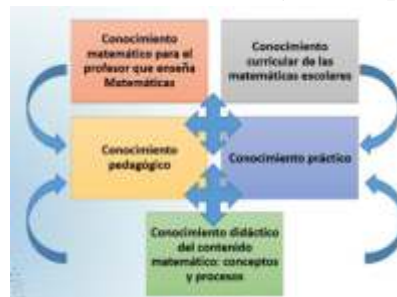 Conocimiento
matemático para el
profesor que enseña
Matemáticas
Conocimiento
curricular de las
matemáticas escolares
Conocimiento
pedagógico
Conocimiento práctico
Conocimiento didáctico
del contenido
matemático: conceptos
y procesos